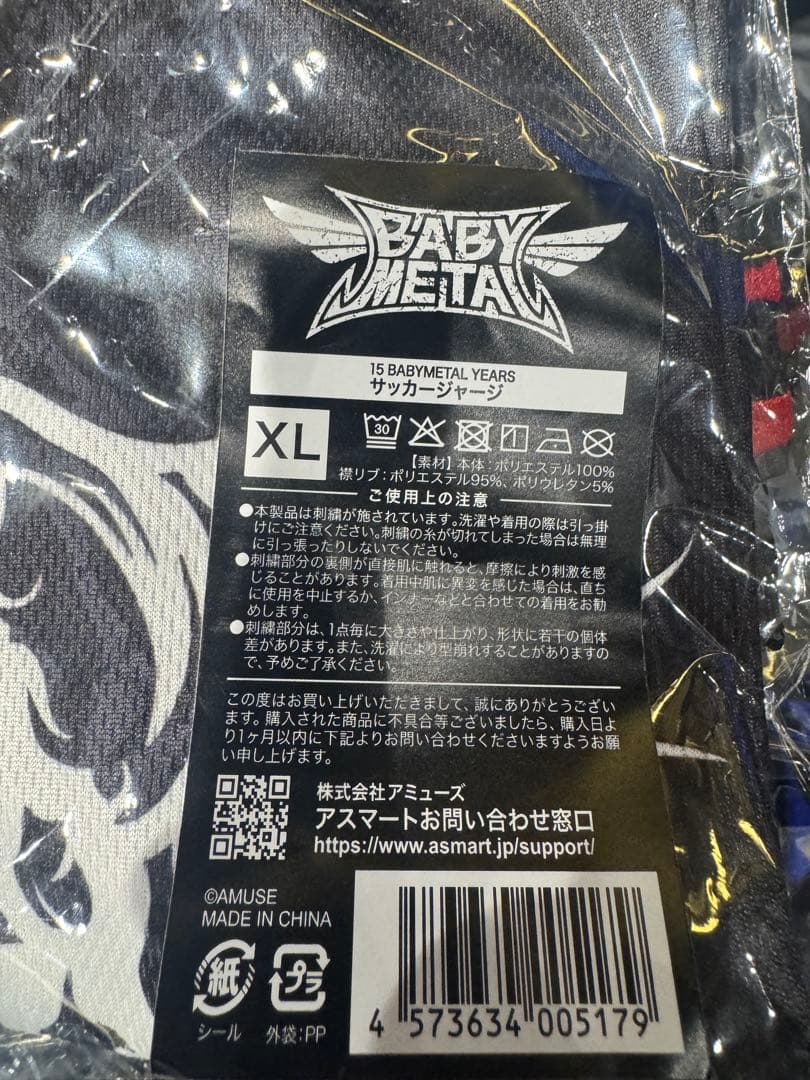 BABY
METAL
15 BABYMETAL YEARS
サッカージャージ
XL
30
【素材】本体：ポリエステル100%
襟リブ：ポリエステル95%、ポリウレタン5%
ご使用上の注意
●本製品は刺繍が施されています。洗濯や着用の際は引っ掛
けにご注意ください。刺繍の糸が切れてしまった場合は無理
に引っ張ったりしないでください。
●刺繍部分の裏側が直接肌に触れると、摩擦により刺激を感
じることがあります。着用中肌に異変を感じた場合は、直ち
に使用を中止するか、インナーなどと合わせての着用をお勧
めします。
●刺繍部分は、1点毎に大きさや仕上がり、形状に若干の個体
差があります。また、洗濯により型崩れすることがありますの
で、予めご了承ください。
この度はお買い上げいただきまして、誠にありがとうござい
ます。購入された商品に不具合等ございましたら、購入日よ
り1ヶ月以内に下記よりお問い合わせくださいますようお願
い申し上げます。
株式会社アミューズ
アスマートお問い合わせ窓口
https://www.asmart.jp/support/
©AMUSE
MADE IN CHINA
紙
プラ
シール
外袋:PP
4 573634 005179